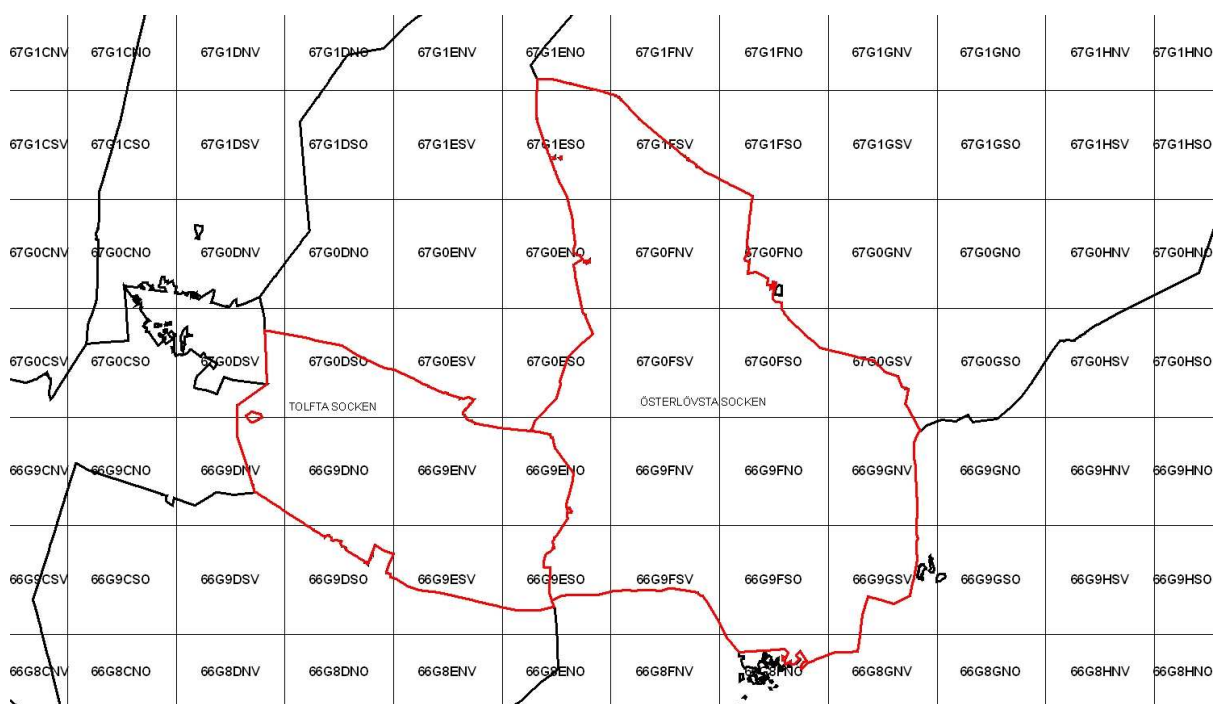 67G1CNV 67G1CNO 67G1DNV 67G1DNO 67G1ENV 67G1ENO 67G1FNV 67G1FNO 67G1GNV 67G1GNO 67G1HNV 67G1HNO
67G1CSV 67G1CSO 67G1DSV 67G1DSO 67G1ESV 67G1ESO 67G1FSV 67G1FSO 67G1GSV 67G1GSO 67G1HSV 67G1HSO
67G0CNV 67G0CNO 67G0DNV 67G0DNO 67G0ENV 67G0ENO 67G0FNV 67G0FNO 67G0GNV 67G0GNO 67G0HNV 67G0HNO
67G0CSV 67G0CSO 67G0DSV 67G0DSO 67G0ESV 67G0ESO 67G0FSV 67G0FSO 67G0GSV 67G0GSO 67G0HSV 67G0HSO
TOLFTA SOCKEN ÖSTERLÖVSTA SOCKEN
66G9CNV 66G9CNO 66G9DNV 66G9DNO 66G9ENV 66G9ENO 66G9FNV 66G9FNO 66G9GNV 66G9GNO 66G9HNV 66G9HNO
66G9CSV 66G9CSO 66G9DSV 66G9DSO 66G9ESV 66G9ESO 66G9FSV 66G9FSO 66G9GSV 66G9GSO 66G9HSV 66G9HSO
66G8CNV 66G8CNO 66G8DNV 66G8DNO 66G8ENV 66G8ENO 66G8FNV 66G8FNO 66G8GNV 66G8GNO 66G8HNV 66G8HNO